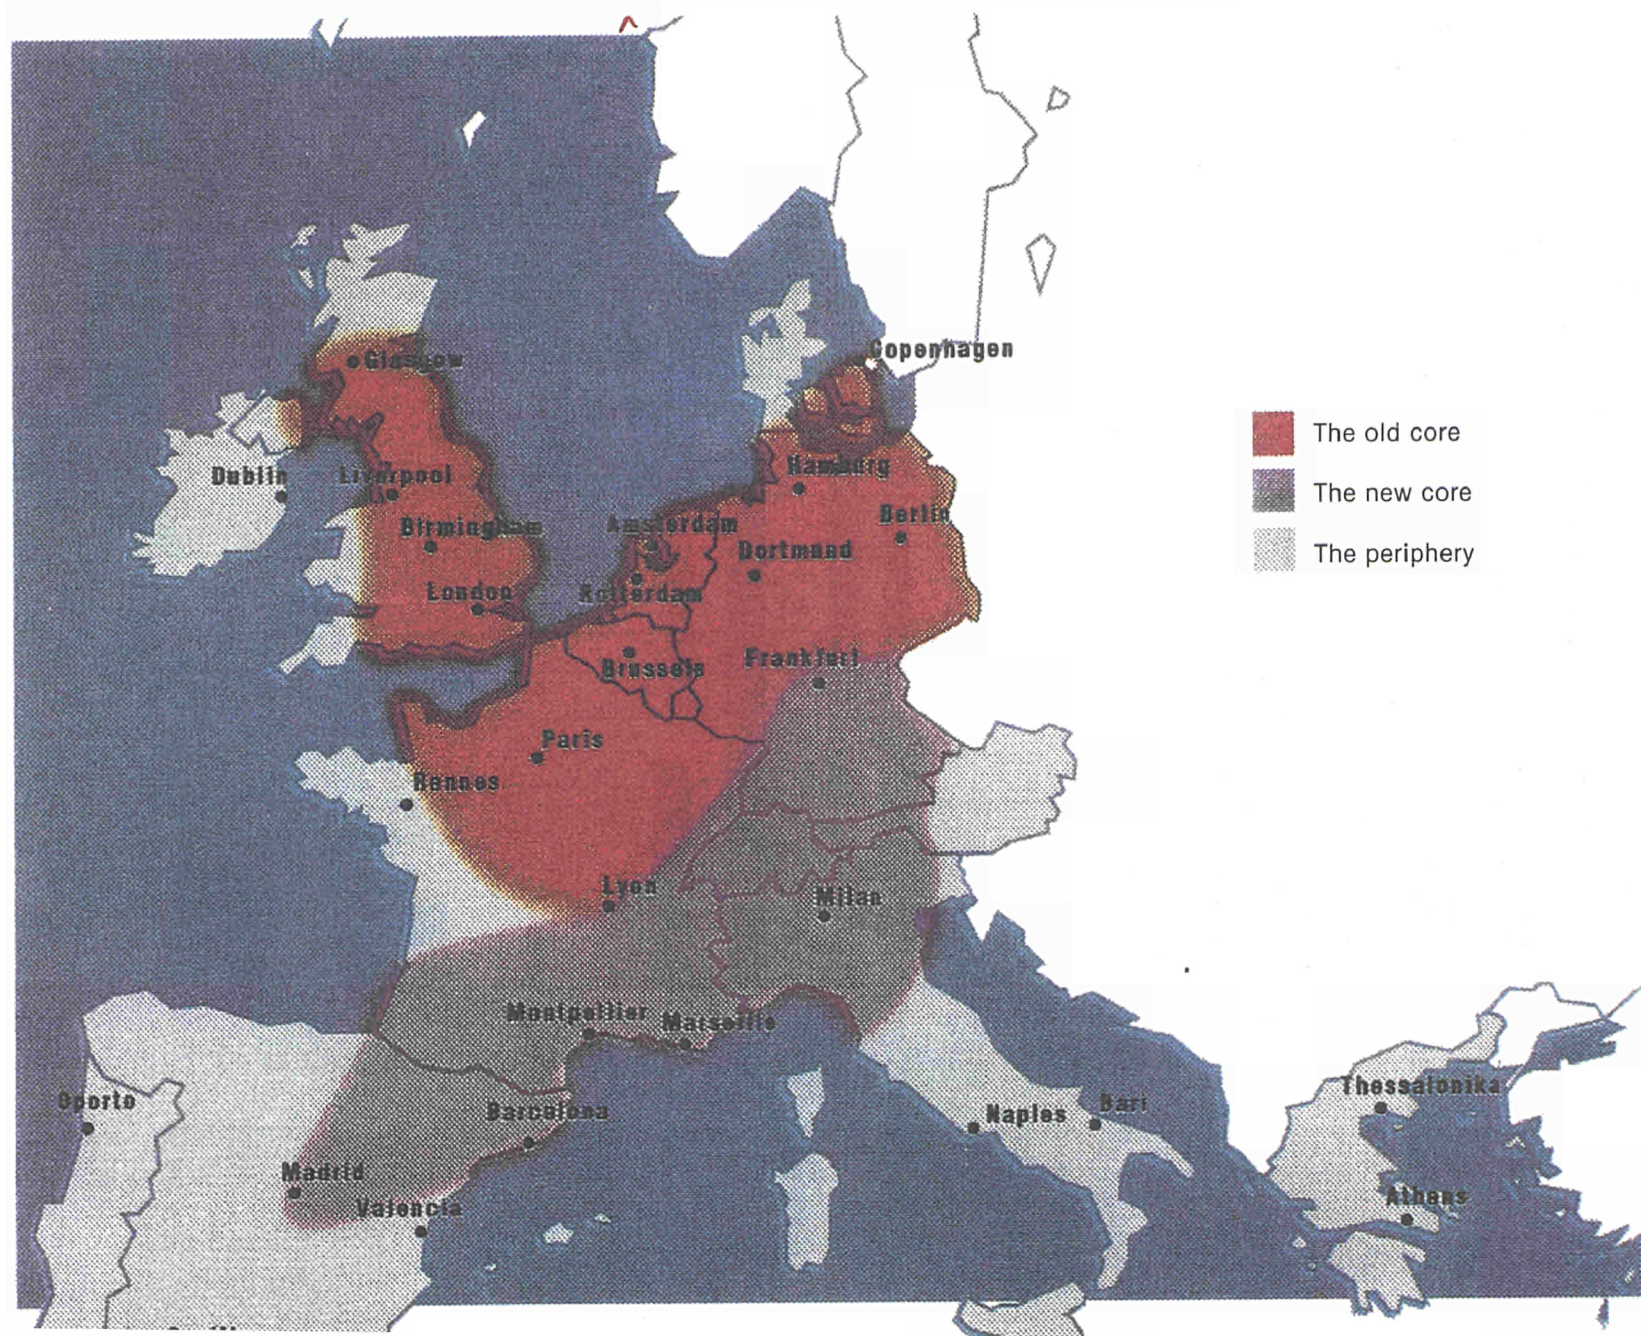 Glasgow
Copenhagen
The old core
Dublin
Liverpool
Hamburg
The new core
Birmingham
Amsterdam
Berlin
Dortmund
The periphery
London
Rotterdam
Brussels
Frankfurt
Paris
Rennes
Lyon
Milan
Montpellier
Marseille
Oporto
Barcelona
Naples
Bari
Thessalonika
Madrid
Valencia
Athens